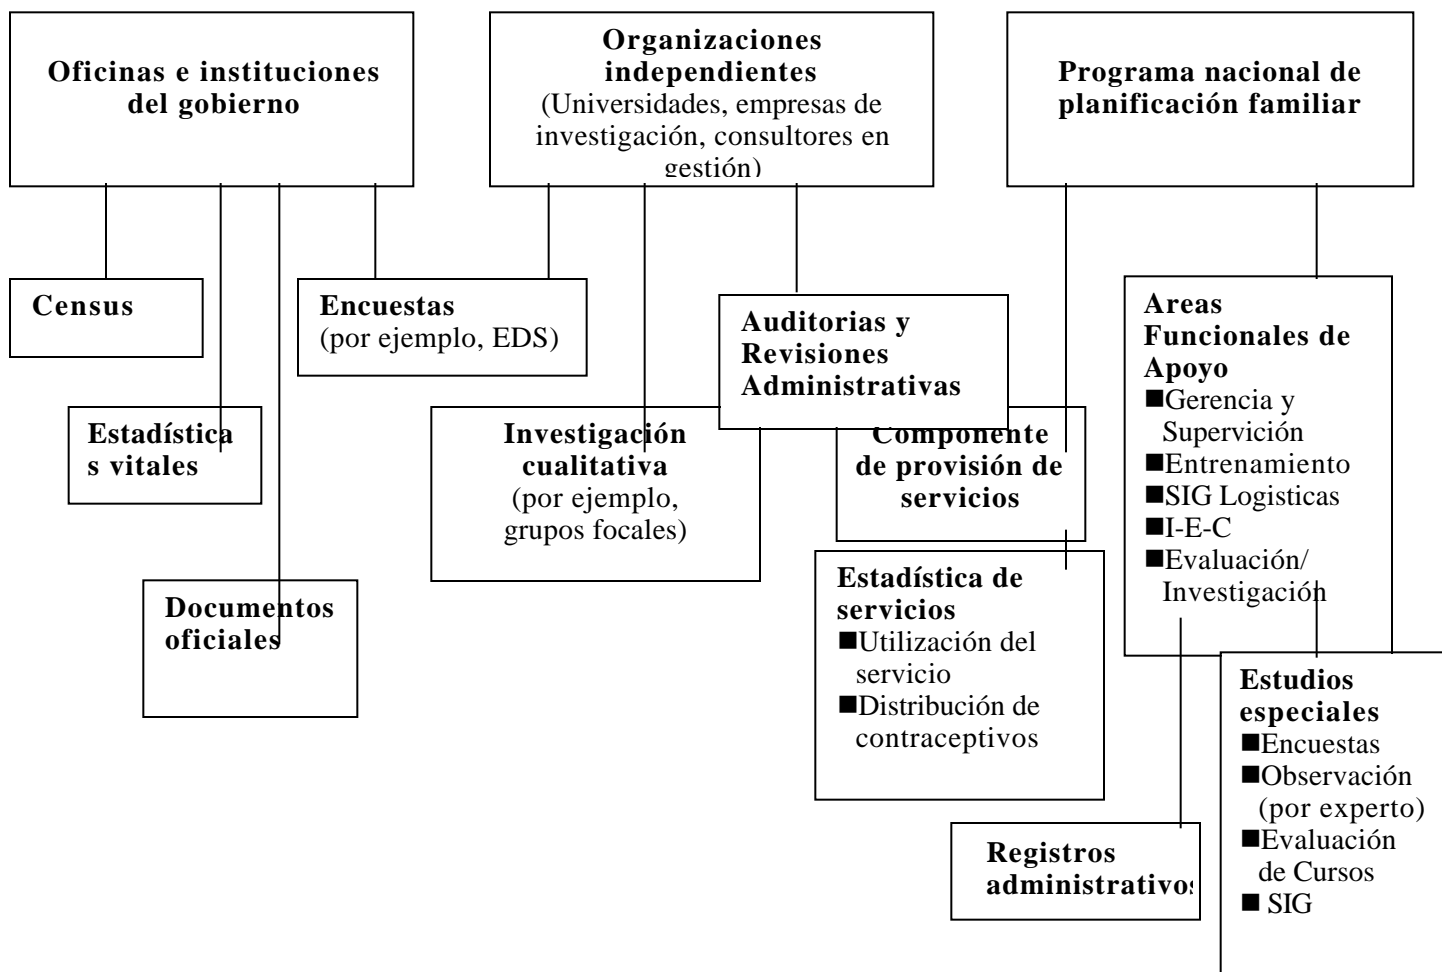 Oficinas e instituciones
del gobierno
Organizaciones
independientes
(Universidades, empresas de
investigación, consultores en
gestión)
Programa nacional de
planificación familiar
Census
Encuestas
(por ejemplo, EDS)
Auditorias y
Revisiones
Administrativas
Areas
Funcionales de
Apoyo
■Gerencia y
Supervición
■Entrenamiento
■SIG Logisticas
■I-E-C
■Evaluación/
Investigación
Estadística
s vitales
Investigación
cualitativa
(por ejemplo,
grupos focales)
Componente
de provisión de
servicios
Documentos
oficiales
Estadística de
servicios
■Utilización del
servicio
■Distribución de
contraceptivos
Estudios
especiales
■Encuestas
■Observación
(por experto)
■Evaluación
de Cursos
■ SIG
Registros
administrativos